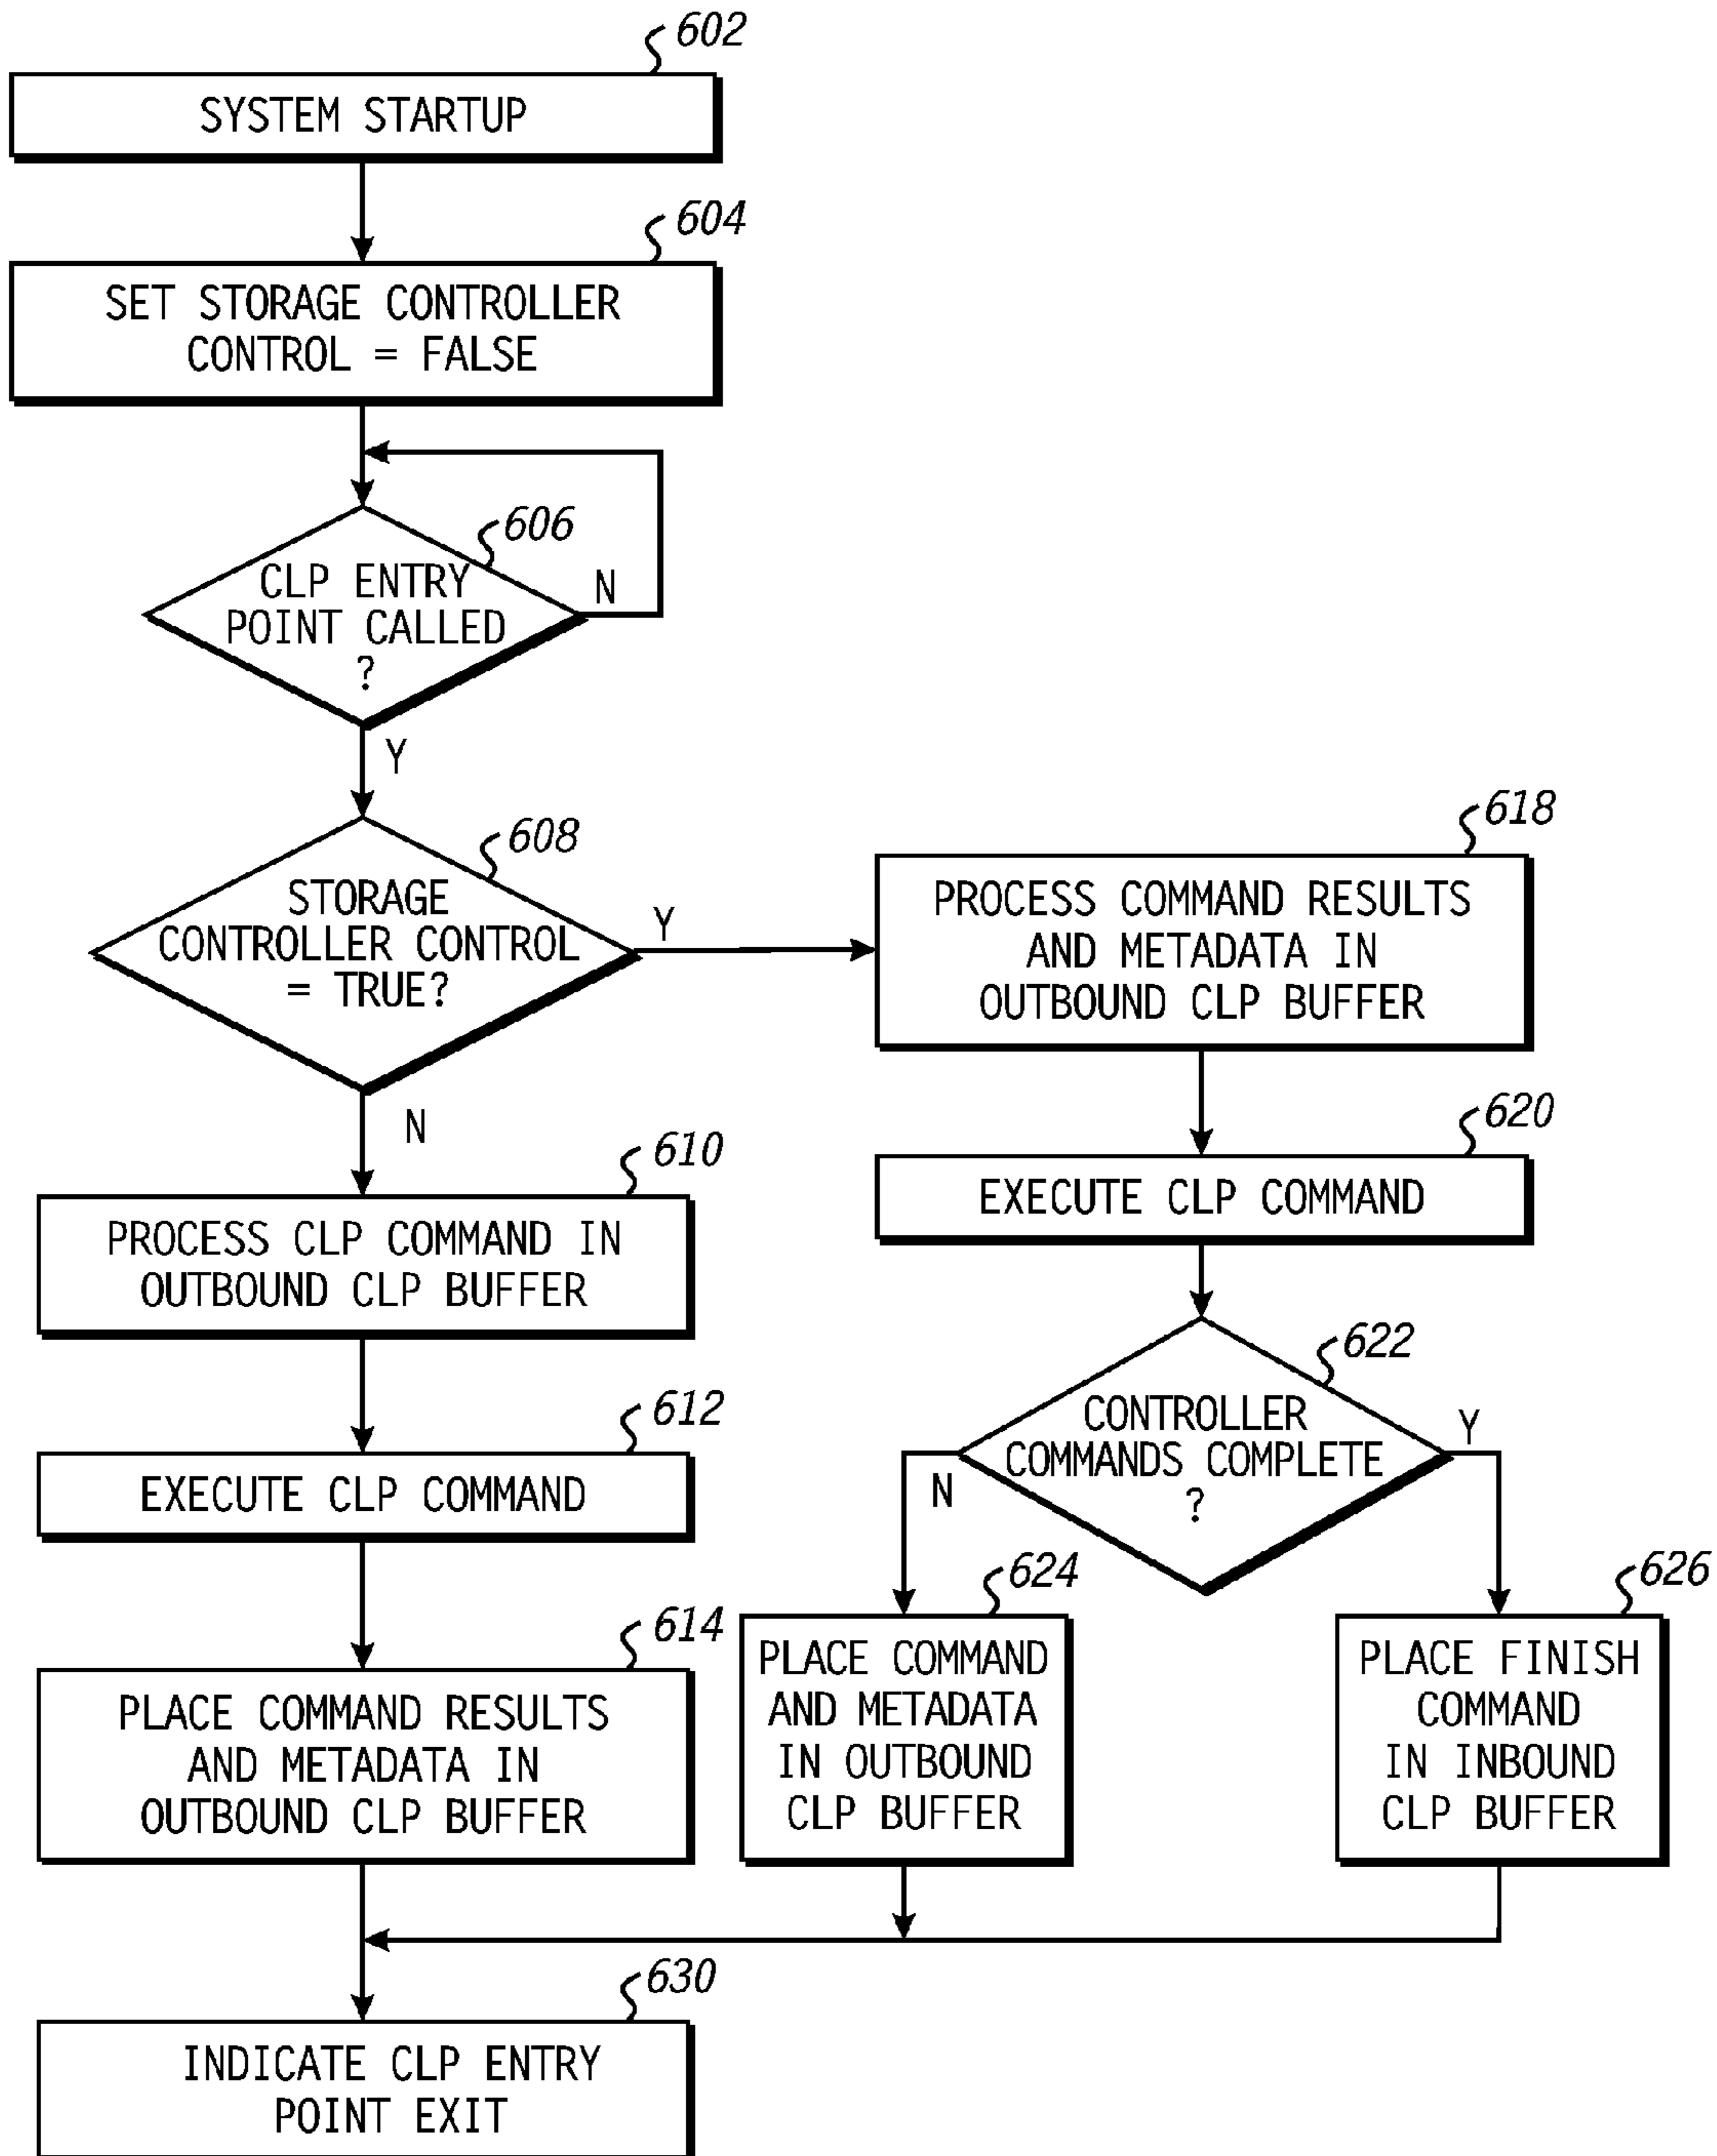 602
SYSTEM STARTUP
604
SET STORAGE CONTROLLER
CONTROL = FALSE
606
CLP ENTRY
POINT CALLED
?
N
Y
608
STORAGE
CONTROLLER CONTROL
= TRUE?
Y
N
618
PROCESS COMMAND RESULTS
AND METADATA IN
OUTBOUND CLP BUFFER
610
PROCESS CLP COMMAND IN
OUTBOUND CLP BUFFER
620
EXECUTE CLP COMMAND
612
EXECUTE CLP COMMAND
622
CONTROLLER
COMMANDS COMPLETE
?
N
Y
614
PLACE COMMAND RESULTS
AND METADATA IN
OUTBOUND CLP BUFFER
624
PLACE COMMAND
AND METADATA
IN OUTBOUND
CLP BUFFER
626
PLACE FINISH
COMMAND
IN INBOUND
CLP BUFFER
630
INDICATE CLP ENTRY
POINT EXIT